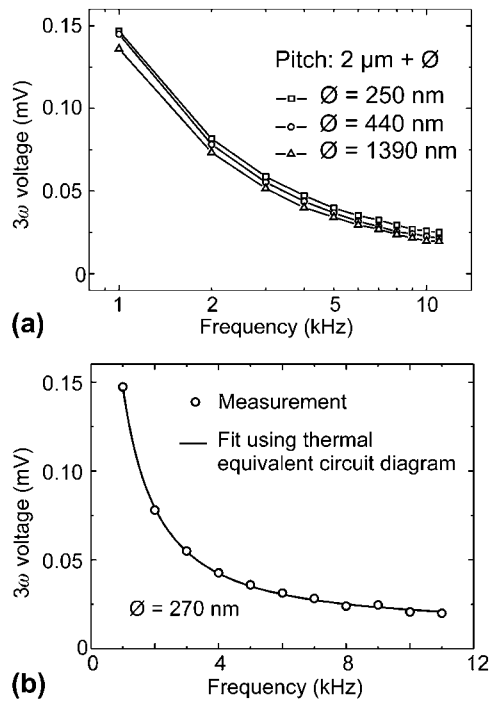 0.15
0.10
0.05
0
3ω voltage (mV)
Pitch: 2 µm + Ø
Ø = 250 nm
Ø = 440 nm
Ø = 1390 nm
1 2 5 10
Frequency (kHz)
(a)
0.15
0.10
0.05
0
3ω voltage (mV)
Measurement
Fit using thermal
equivalent circuit diagram
Ø = 270 nm
0 4 8 12
Frequency (kHz)
(b)